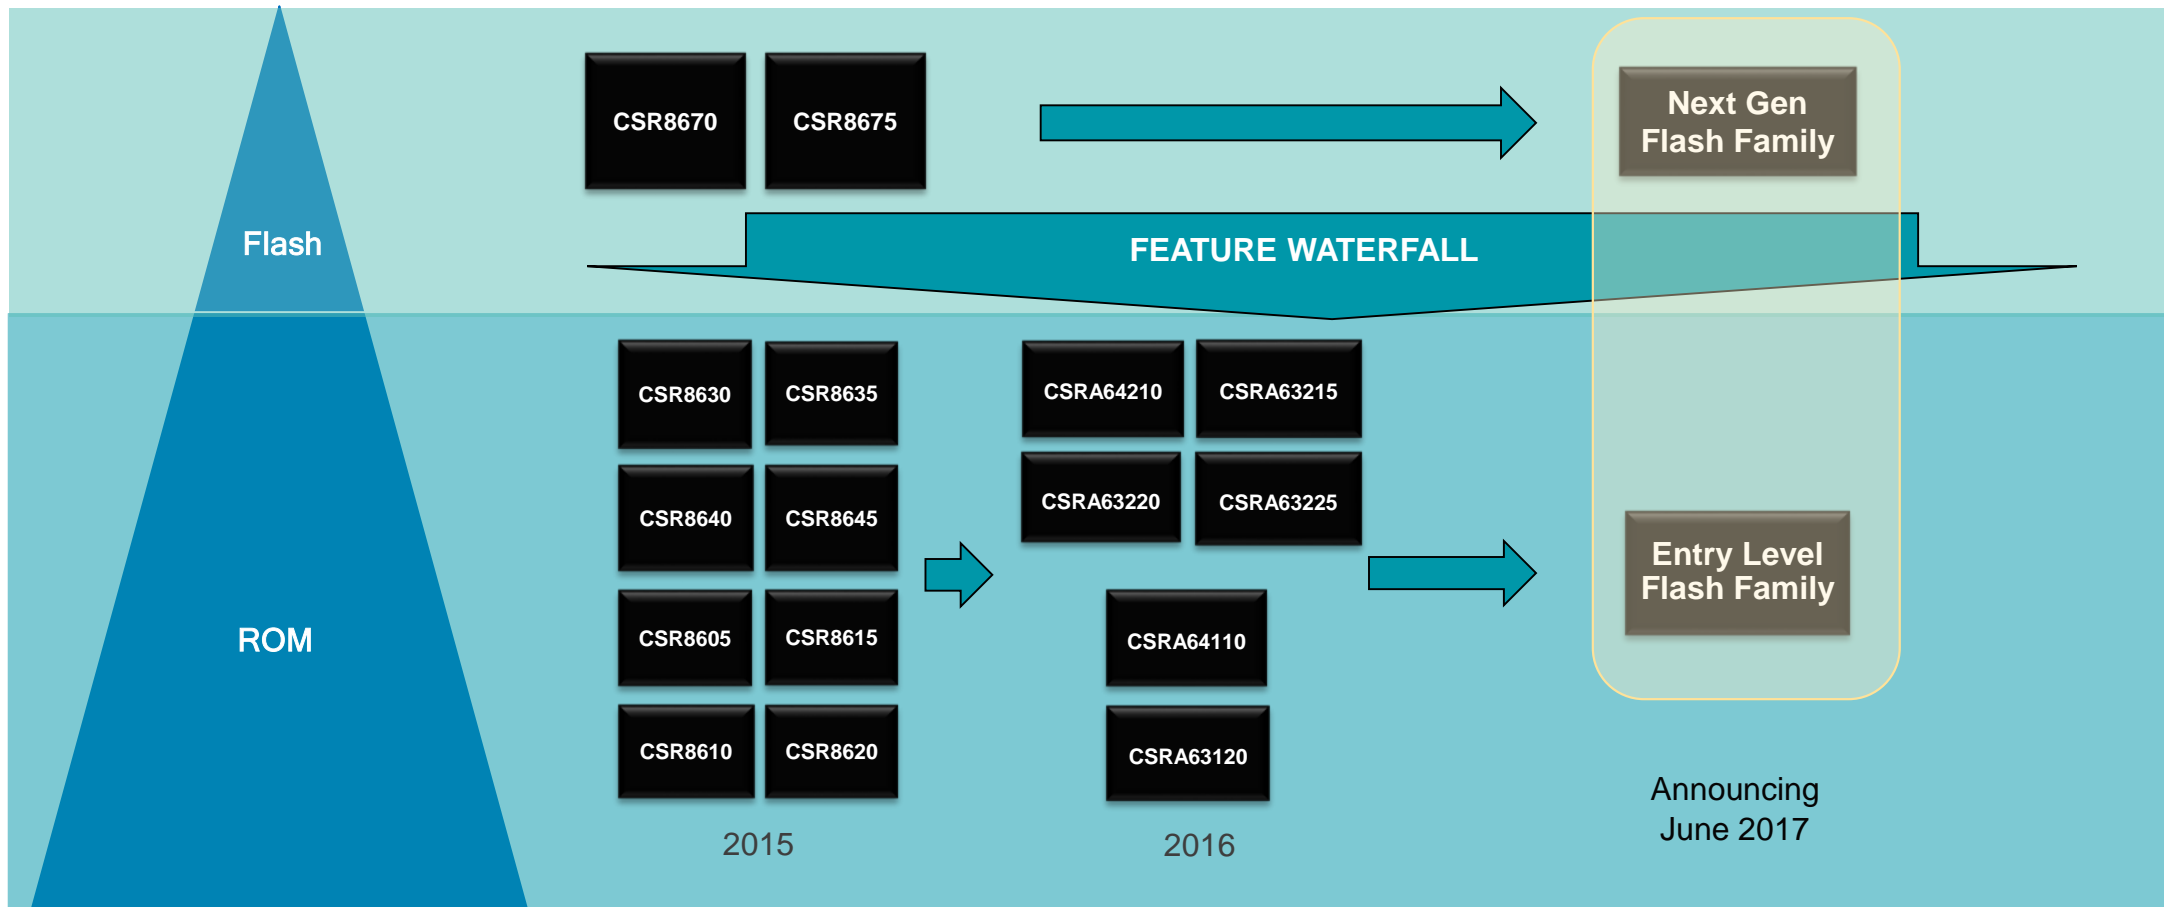 CSR8670
CSR8675
Next Gen
Flash Family
Flash
FEATURE WATERFALL
CSR8630
CSR8635
CSRA64210
CSRA63215
CSR8640
CSR8645
CSRA63220
CSRA63225
Entry Level
Flash Family
ROM
CSR8605
CSR8615
CSRA64110
CSR8610
CSR8620
CSRA63120
2015
2016
Announcing
June 2017